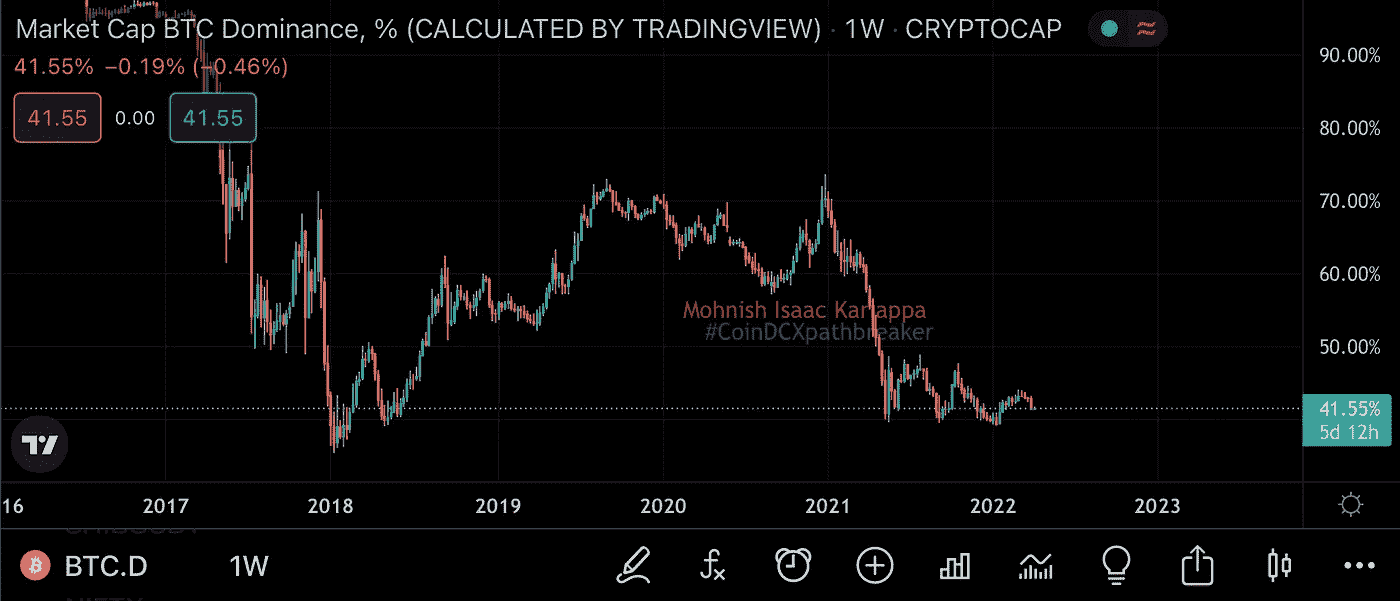 Market Cap BTC Dominance, % (CALCULATED BY TRADINGVIEW) · 1W · CRYPTOCAP
41.55% −0.19% (−0.46%)
41.55 0.00 41.55
90.00%
80.00%
70.00%
60.00%
Mohnish Isaac Kariappa
#CoinDCXpathbreaker
50.00%
41.55%
5d 12h
16 2017 2018 2019 2020 2021 2022 2023
BTC.D 1W